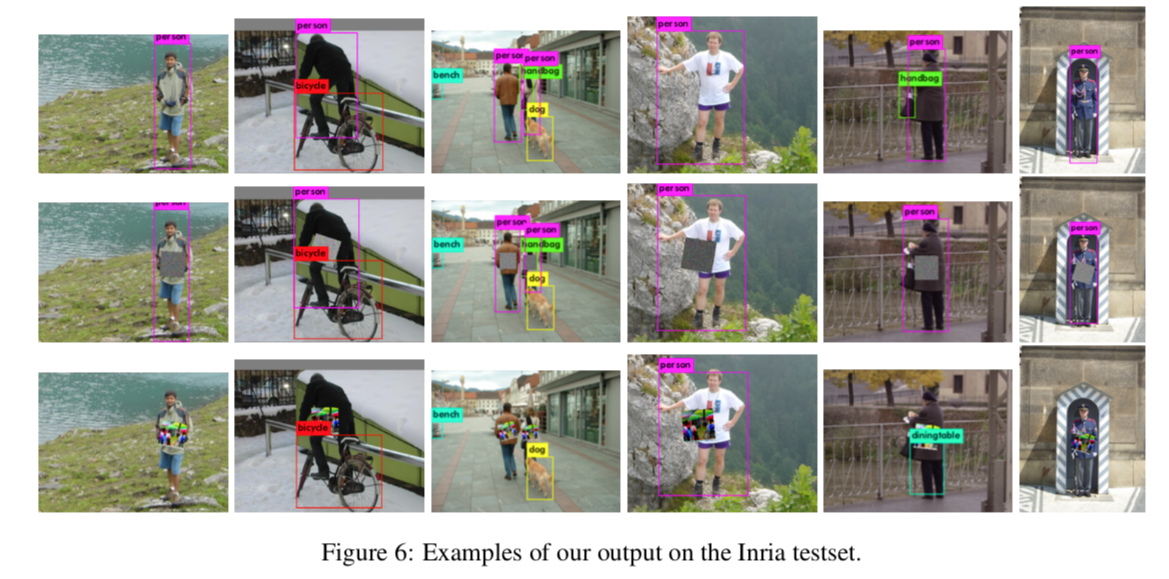 person
person
bicycle
bench
person
person
handbag
dog
person
person
handbag
person
person
person
bicycle
bench
person
person
handbag
dog
person
person
person
bicycle
bench
dog
person
diningtable
Figure 6: Examples of our output on the Inria testset.